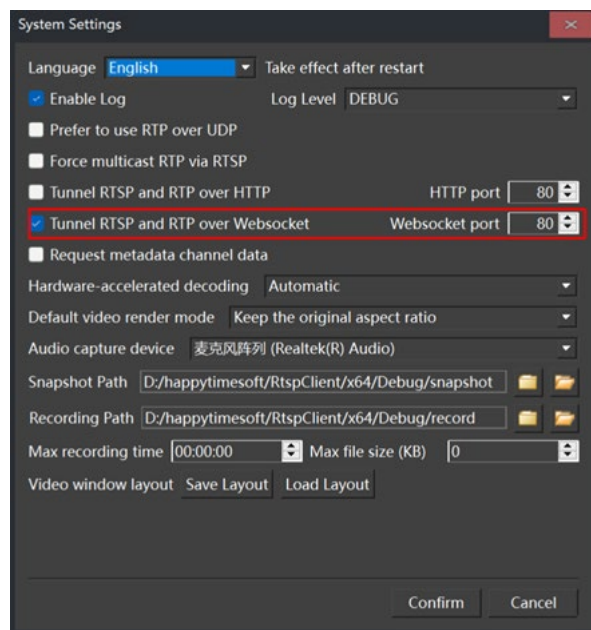 System Settings
Language English Take effect after restart
Enable Log Log Level DEBUG
Prefer to use RTP over UDP
Force multicast RTP via RTSP
Tunnel RTSP and RTP over HTTP HTTP port 80
Tunnel RTSP and RTP over Websocket Websocket port 80
Request metadata channel data
Hardware-accelerated decoding Automatic
Default video render mode Keep the original aspect ratio
Audio capture device 麦克风阵列 (Realtek(R) Audio)
Snapshot Path D:/happytimesoft/RtspClient/x64/Debug/snapshot
Recording Path D:/happytimesoft/RtspClient/x64/Debug/record
Max recording time 00:00:00 Max file size (KB) 0
Video window layout Save Layout Load Layout
Confirm Cancel